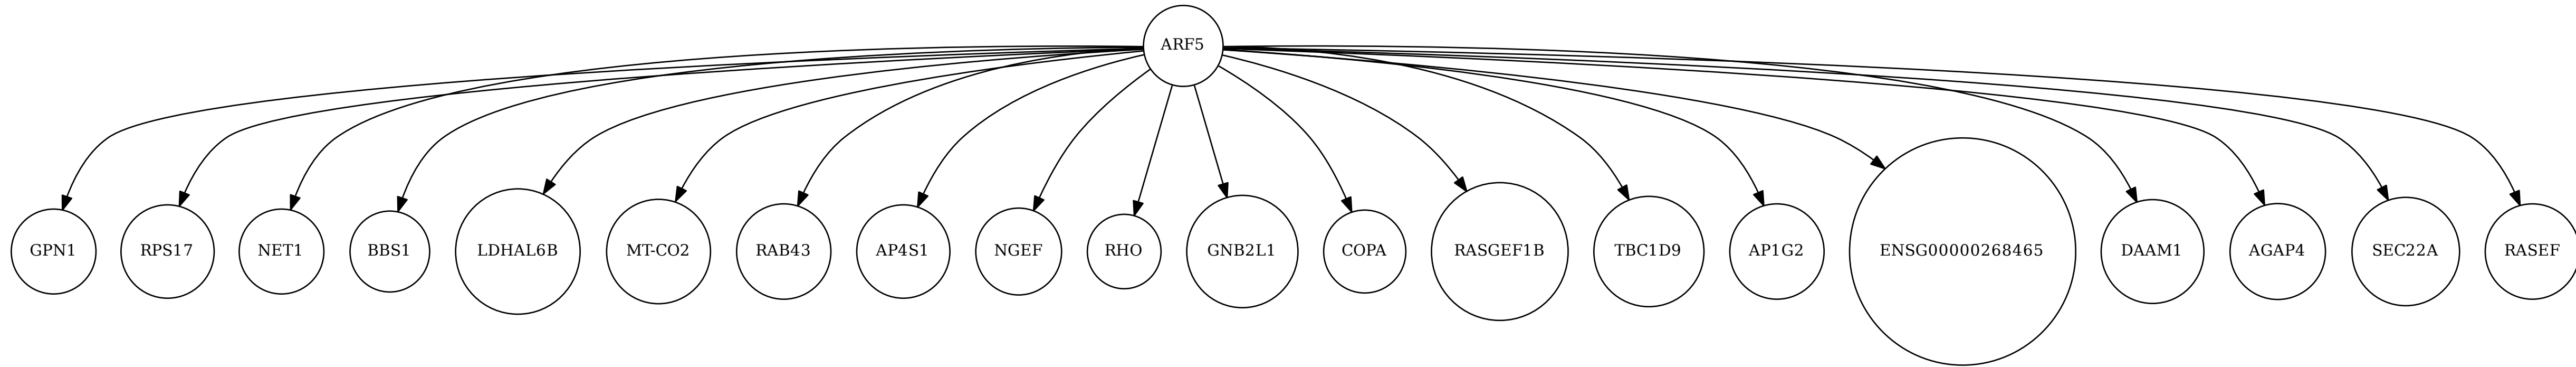 ARF5
GPN1
RPS17
NET1
BBS1
LDHAL6B
MT-CO2
RAB43
AP4S1
NGEF
RHO
GNB2L1
COPA
RASGEF1B
TBC1D9
AP1G2
ENSG00000268465
DAAM1
AGAP4
SEC22A
RASEF